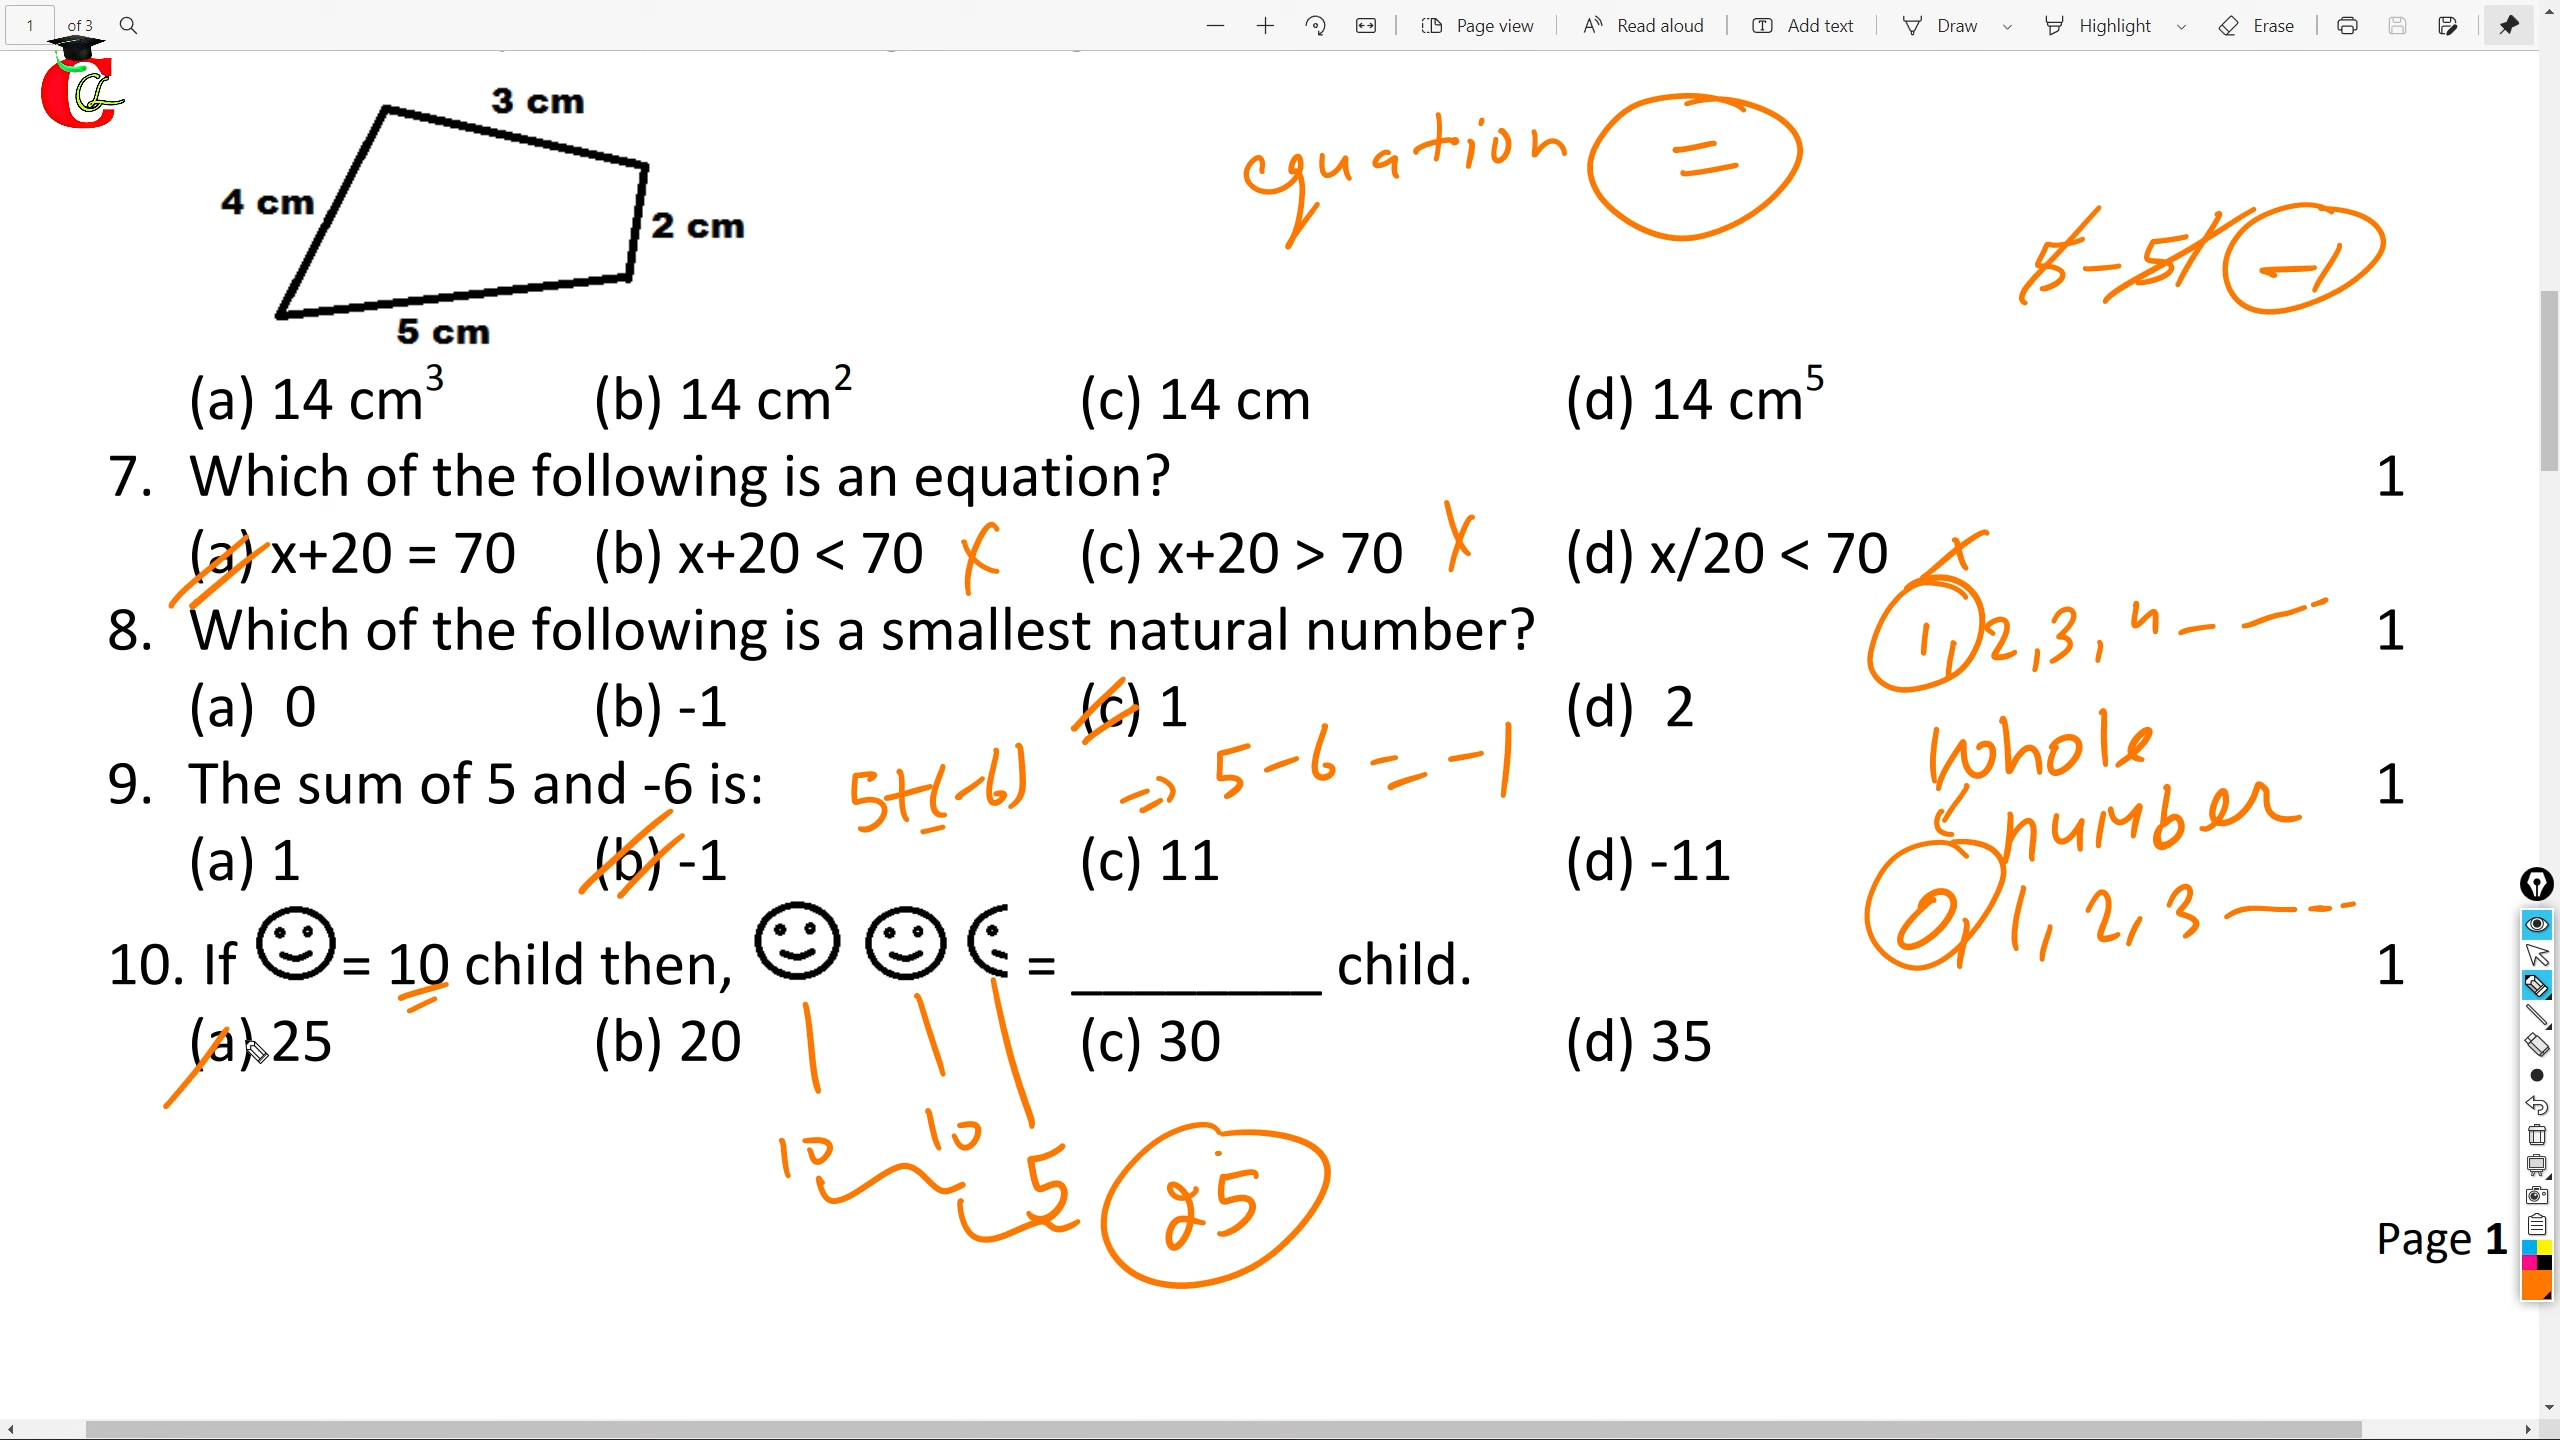 1 of 3 Page view Read aloud Add text Draw Highlight Erase
3 cm
4 cm
2 cm
5 cm
equation =
5-5 -1
(a) 14 cm³ (b) 14 cm² (c) 14 cm (d) 14 cm⁵
7. Which of the following is an equation? 1
(a) x+20 = 70 (b) x+20 < 70 x (c) x+20 > 70 x (d) x/20 < 70 x
8. Which of the following is a smallest natural number? 1
1, 2, 3, 4 -----
(a) 0 (b) -1 (c) 1 (d) 2
whole
number
9. The sum of 5 and -6 is: 5+(-6) => 5-6 = -1 1
(a) 1 (b) -1 (c) 11 (d) -11
0, 1, 2, 3 -----
10. If = 10 child then, = ________ child. 1
(a) 25 (b) 20 (c) 30 (d) 35
10 10 5 25
Page 1